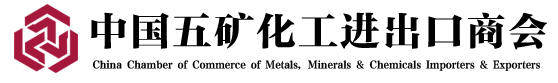 中国五矿化工进出口商会
China Chamber of Commerce of Metals, Minerals & Chemicals Importers & Exporters